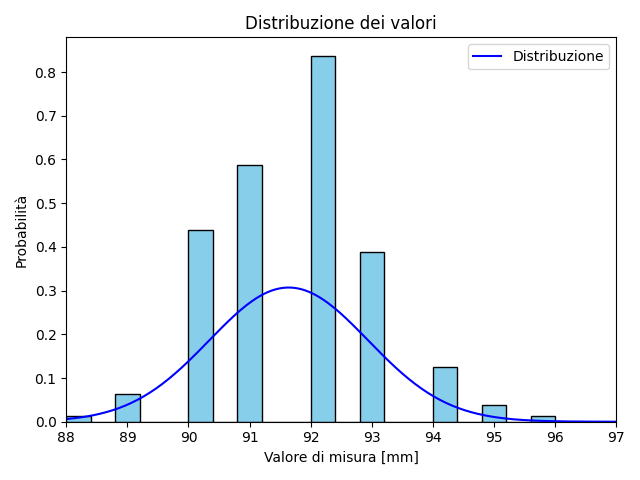 Distribuzione dei valori
Distribuzione
Probabilità
0.8
0.7
0.6
0.5
0.4
0.3
0.2
0.1
0.0
88 89 90 91 92 93 94 95 96 97
Valore di misura [mm]